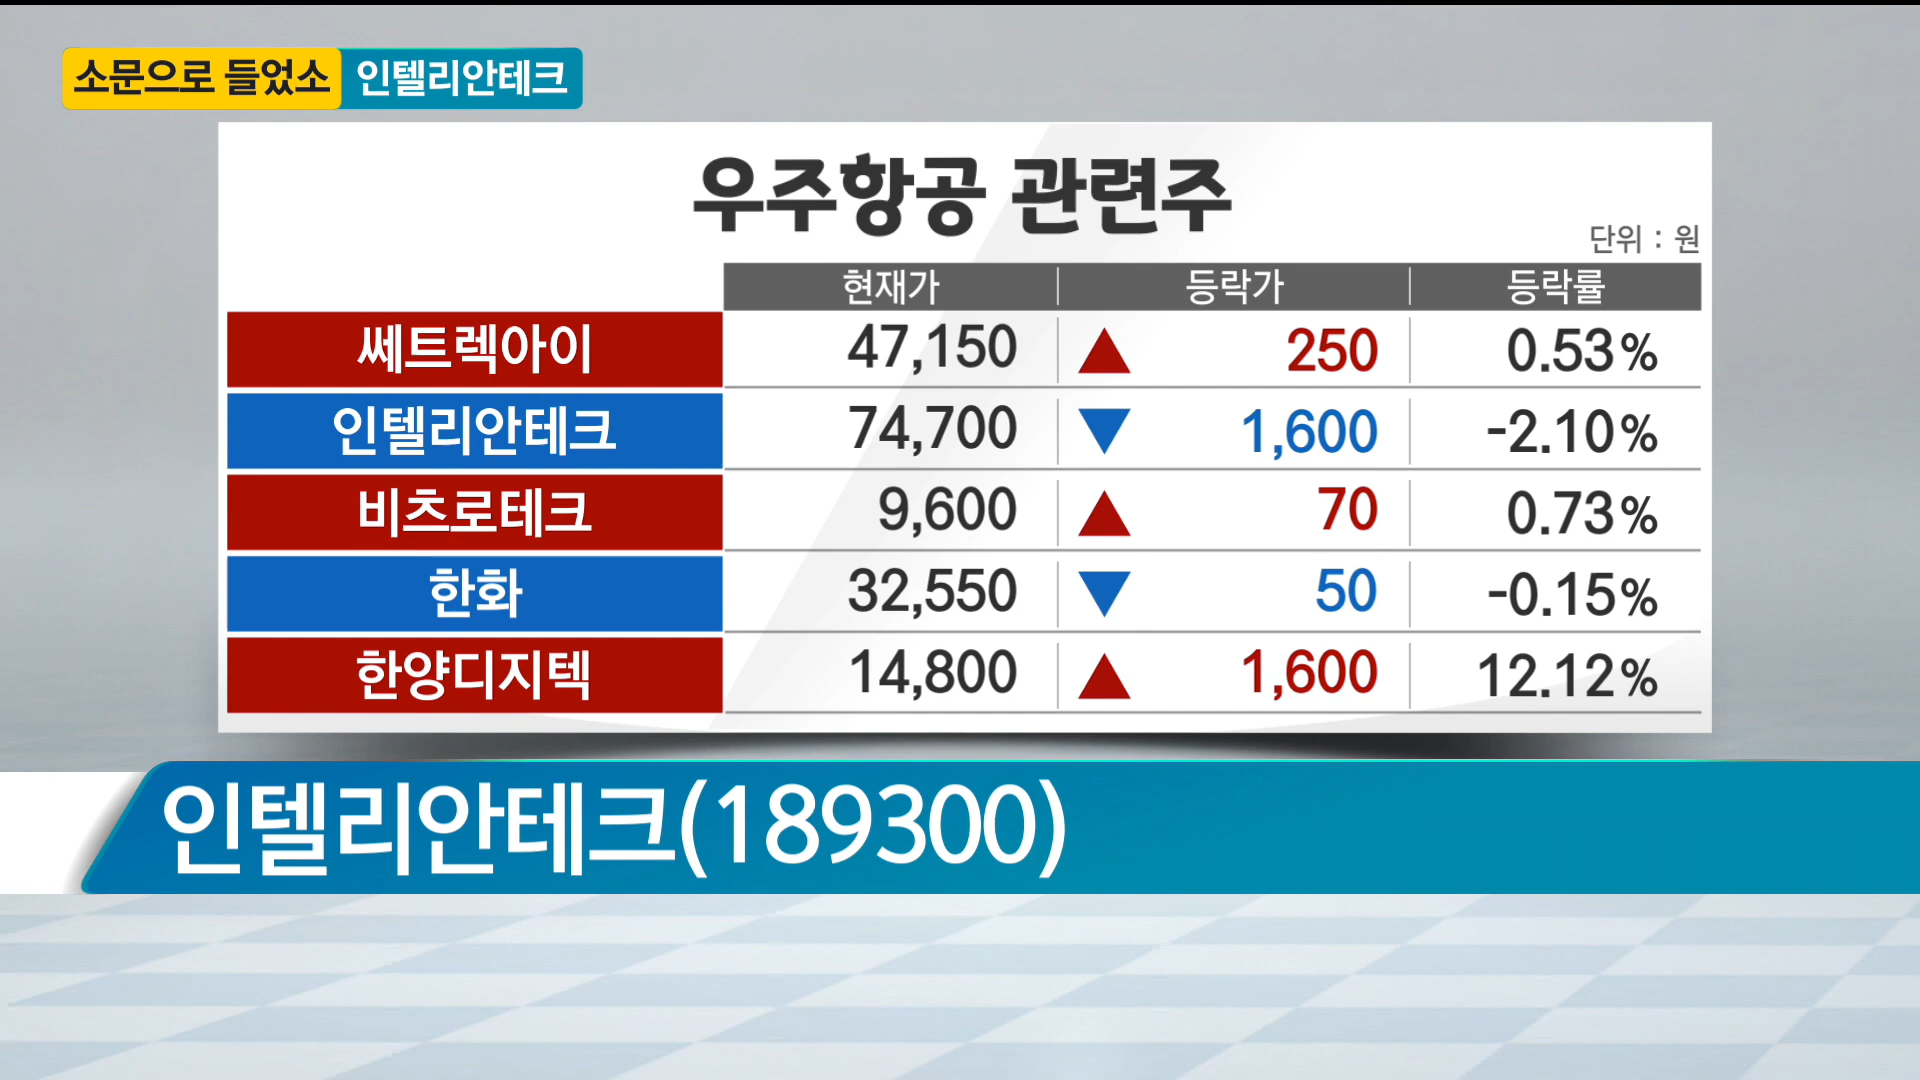 소문으로 들었소 인텔리안테크
우주항공 관련주
단위 : 원
현재가 등락가 등락률
쎄트렉아이 47,150 ▲ 250 0.53%
인텔리안테크 74,700 ▼ 1,600 -2.10%
비츠로테크 9,600 ▲ 70 0.73%
한화 32,550 ▼ 50 -0.15%
한양디지텍 14,800 ▲ 1,600 12.12%
인텔리안테크(189300)